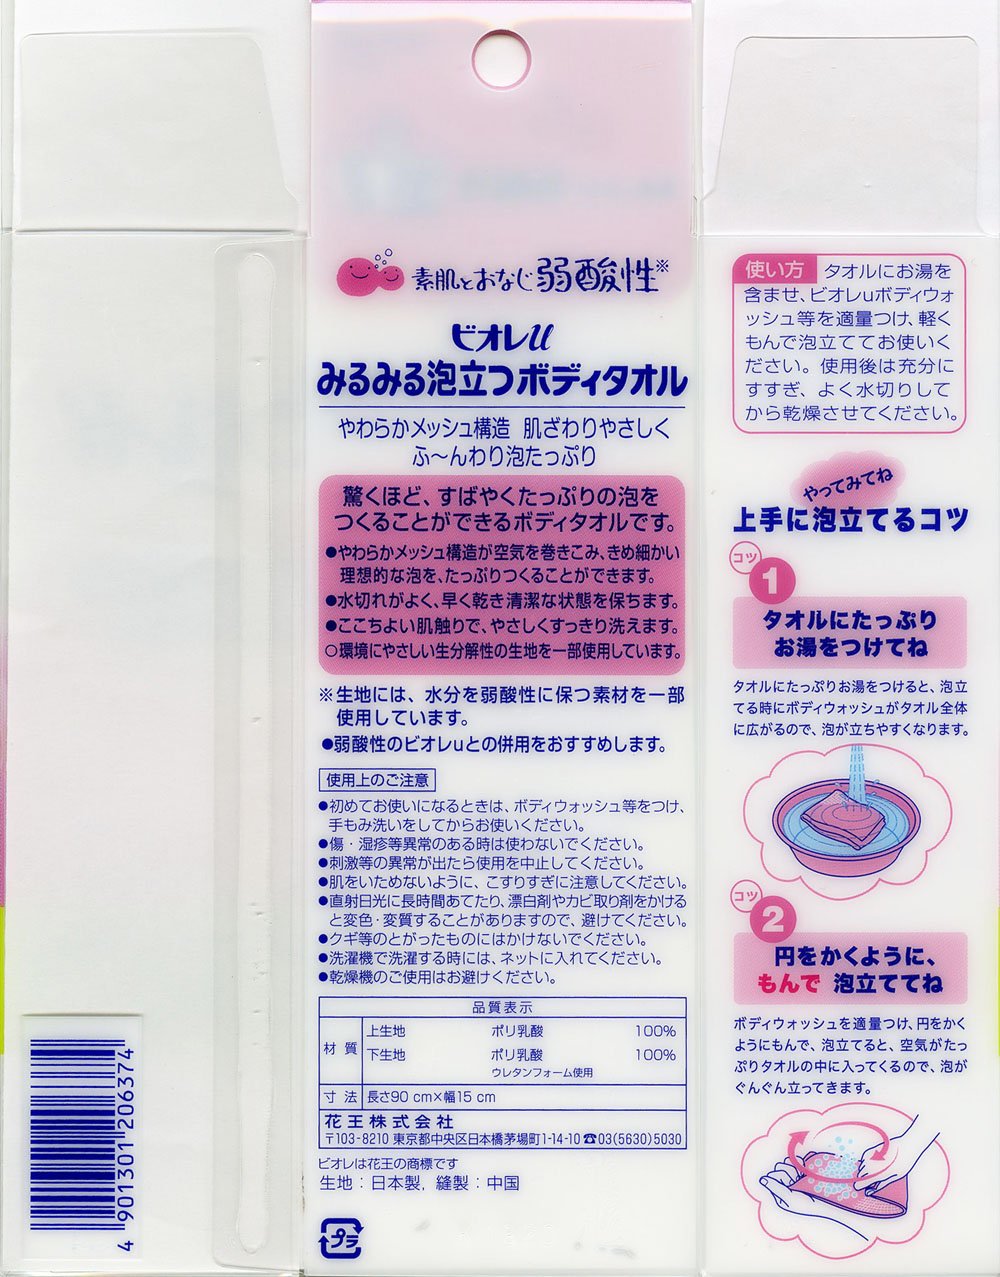 素肌とおなじ弱酸性※
ビオレu
みるみる泡立つボディタオル
やわらかメッシュ構造 肌ざわりやさしく
ふ〜んわり泡たっぷり
驚くほど、すばやくたっぷりの泡を
つくることができるボディタオルです。
●やわらかメッシュ構造が空気を巻きこみ、きめ細かい
理想的な泡を、たっぷりつくることができます。
●水切れがよく、早く乾き清潔な状態を保ちます。
●ここちよい肌触りで、やさしくすっきり洗えます。
○環境にやさしい生分解性の生地を一部使用しています。
※生地には、水分を弱酸性に保つ素材を一部
使用しています。
●弱酸性のビオレuとの併用をおすすめします。
使用上のご注意
●初めてお使いになるときは、ボディウォッシュ等をつけ、
手もみ洗いをしてからお使いください。
●傷・湿疹等異常のある時は使わないでください。
●刺激等の異常が出たら使用を中止してください。
●肌をいためないように、こすりすぎに注意してください。
●直射日光に長時間あてたり、漂白剤やカビ取り剤をかける
と変色・変質することがありますので、避けてください。
●クギ等のとがったものにはかけないでください。
●洗濯機で洗濯する時には、ネットに入れてください。
●乾燥機のご使用はお避けください。
品質表示
材質 上生地 ポリ乳酸 100%
下生地 ポリ乳酸 100%
ウレタンフォーム使用
寸法 長さ90 cm×幅15 cm
花王株式会社
〒103-8210 東京都中央区日本橋茅場町1-14-10 ☎03(5630)5030
ビオレは花王の商標です
生地：日本製, 縫製：中国
プラ
使い方 タオルにお湯を
含ませ、ビオレuボディウォ
ッシュ等を適量つけ、軽く
もんで泡立ててお使いく
ださい。使用後は充分に
すすぎ、よく水切りして
から乾燥させてください。
やってみてね
上手に泡立てるコツ
コツ
1
タオルにたっぷり
お湯をつけてね
タオルにたっぷりお湯をつけると、泡立
てる時にボディウォッシュがタオル全体
に広がるので、泡が立ちやすくなります。
コツ
2
円をかくように、
もんで 泡立ててね
ボディウォッシュを適量つけ、円をかく
ようにもんで、泡立てると、空気がたっ
ぷりタオルの中に入ってくるので、泡が
ぐんぐん立ってきます。
4 901301 206374